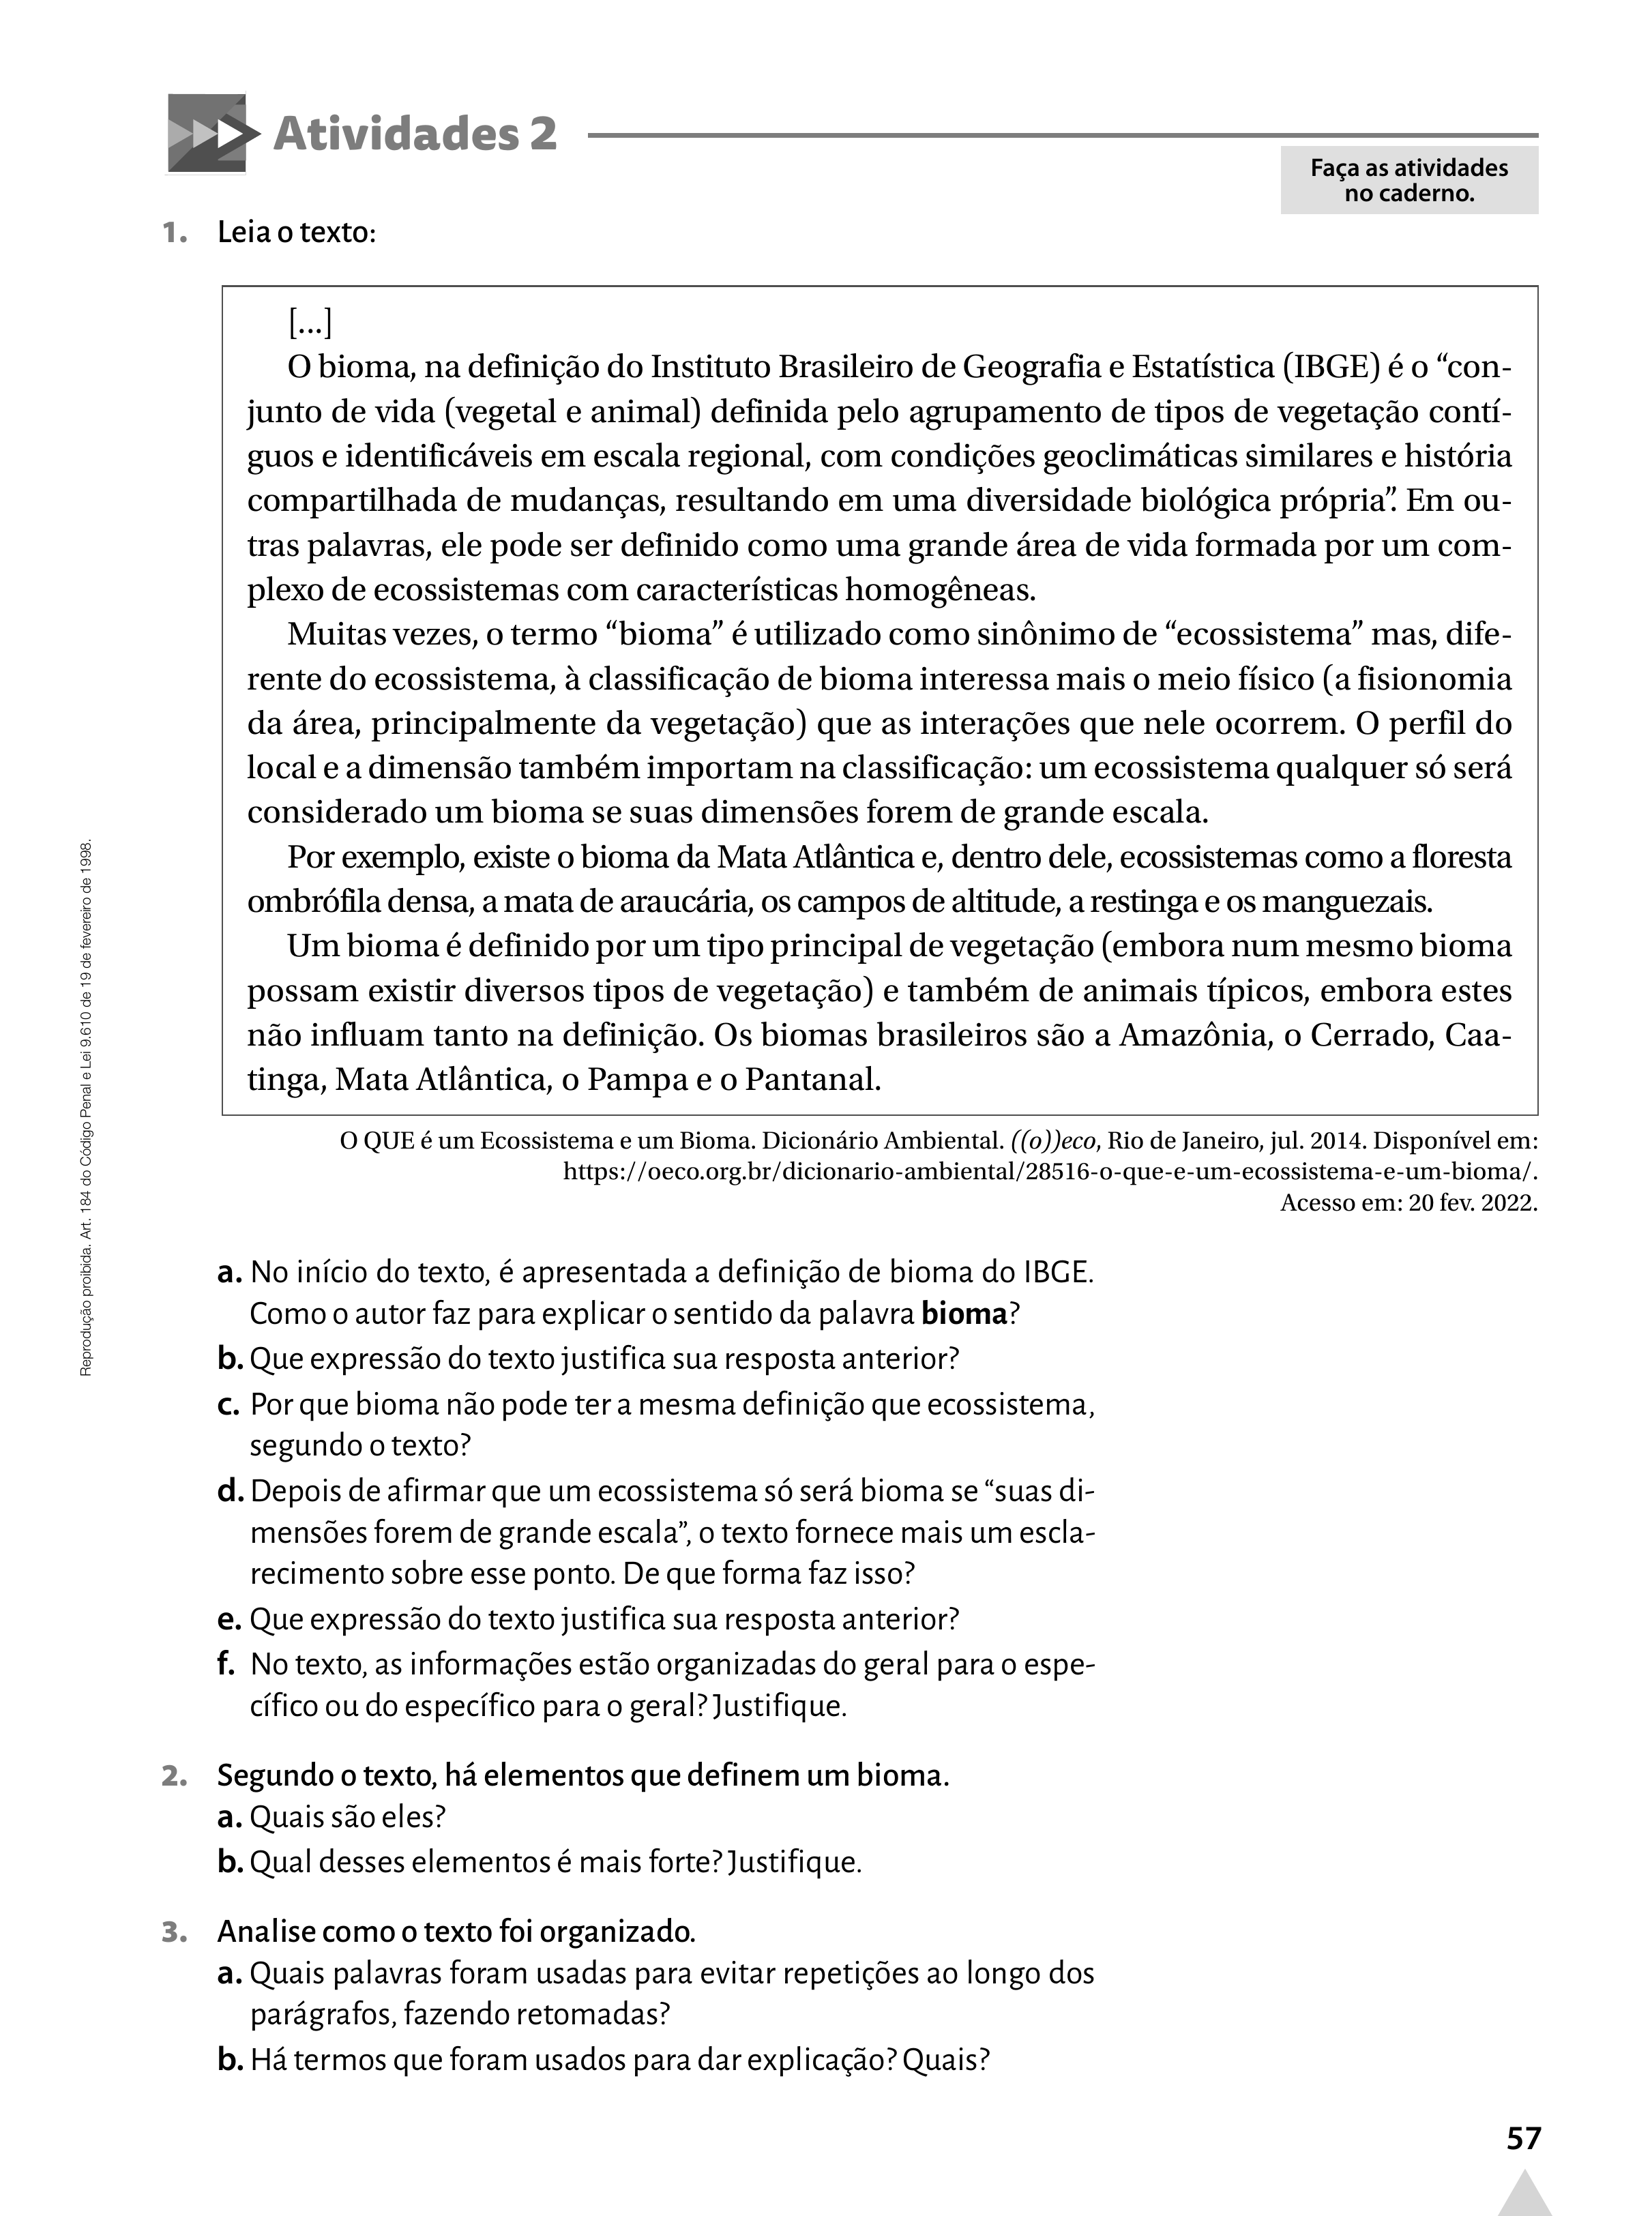 Atividades 2
Faça as atividades
no caderno.
1. Leia o texto:
[...]
O bioma, na definição do Instituto Brasileiro de Geografia e Estatística (IBGE) é o “con-
junto de vida (vegetal e animal) definida pelo agrupamento de tipos de vegetação contí-
guos e identificáveis em escala regional, com condições geoclimáticas similares e história
compartilhada de mudanças, resultando em uma diversidade biológica própria”. Em ou-
tras palavras, ele pode ser definido como uma grande área de vida formada por um com-
plexo de ecossistemas com características homogêneas.
Muitas vezes, o termo “bioma” é utilizado como sinônimo de “ecossistema” mas, dife-
rente do ecossistema, à classificação de bioma interessa mais o meio físico (a fisionomia
da área, principalmente da vegetação) que as interações que nele ocorrem. O perfil do
local e a dimensão também importam na classificação: um ecossistema qualquer só será
considerado um bioma se suas dimensões forem de grande escala.
Por exemplo, existe o bioma da Mata Atlântica e, dentro dele, ecossistemas como a floresta
ombrófila densa, a mata de araucária, os campos de altitude, a restinga e os manguezais.
Um bioma é definido por um tipo principal de vegetação (embora num mesmo bioma
possam existir diversos tipos de vegetação) e também de animais típicos, embora estes
não influam tanto na definição. Os biomas brasileiros são a Amazônia, o Cerrado, Caa-
tinga, Mata Atlântica, o Pampa e o Pantanal.
O QUE é um Ecossistema e um Bioma. Dicionário Ambiental. ((o))eco, Rio de Janeiro, jul. 2014. Disponível em:
https://oeco.org.br/dicionario-ambiental/28516-o-que-e-um-ecossistema-e-um-bioma/.
Acesso em: 20 fev. 2022.
a. No início do texto, é apresentada a definição de bioma do IBGE.
Como o autor faz para explicar o sentido da palavra bioma?
b. Que expressão do texto justifica sua resposta anterior?
c. Por que bioma não pode ter a mesma definição que ecossistema,
segundo o texto?
d. Depois de afirmar que um ecossistema só será bioma se “suas di-
mensões forem de grande escala”, o texto fornece mais um escla-
recimento sobre esse ponto. De que forma faz isso?
e. Que expressão do texto justifica sua resposta anterior?
f. No texto, as informações estão organizadas do geral para o espe-
cífico ou do específico para o geral? Justifique.
2. Segundo o texto, há elementos que definem um bioma.
a. Quais são eles?
b. Qual desses elementos é mais forte? Justifique.
3. Analise como o texto foi organizado.
a. Quais palavras foram usadas para evitar repetições ao longo dos
parágrafos, fazendo retomadas?
b. Há termos que foram usados para dar explicação? Quais?
Reprodução proibida. Art. 184 do Código Penal e Lei 9.610 de 19 de fevereiro de 1998.
57